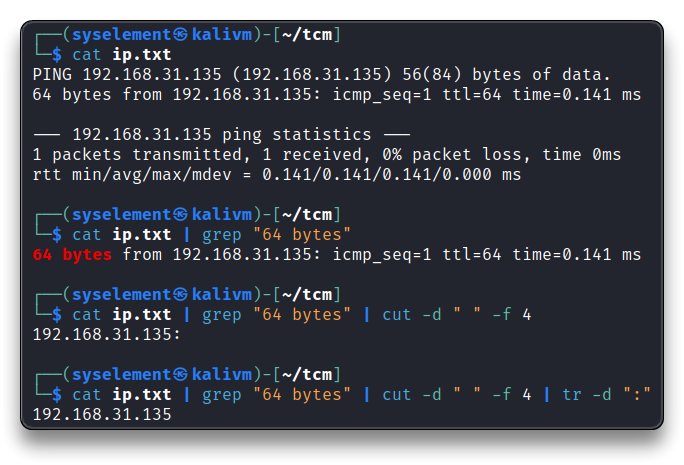 ┌──(syselement㉿kalivm)-[~/tcm]
└─$ cat ip.txt
PING 192.168.31.135 (192.168.31.135) 56(84) bytes of data.
64 bytes from 192.168.31.135: icmp_seq=1 ttl=64 time=0.141 ms

--- 192.168.31.135 ping statistics ---
1 packets transmitted, 1 received, 0% packet loss, time 0ms
rtt min/avg/max/mdev = 0.141/0.141/0.141/0.000 ms

┌──(syselement㉿kalivm)-[~/tcm]
└─$ cat ip.txt | grep "64 bytes"
64 bytes from 192.168.31.135: icmp_seq=1 ttl=64 time=0.141 ms

┌──(syselement㉿kalivm)-[~/tcm]
└─$ cat ip.txt | grep "64 bytes" | cut -d " " -f 4
192.168.31.135:

┌──(syselement㉿kalivm)-[~/tcm]
└─$ cat ip.txt | grep "64 bytes" | cut -d " " -f 4 | tr -d ":"
192.168.31.135